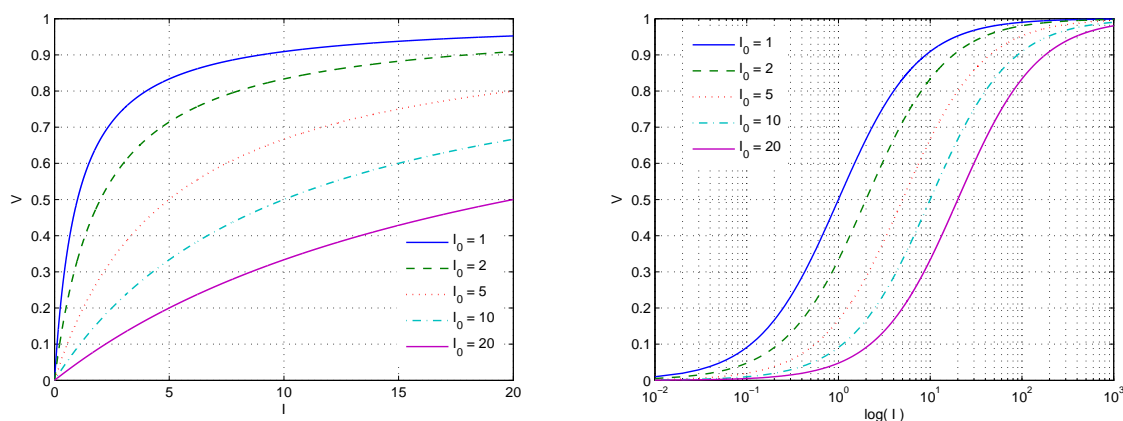 1
0.9
0.8
0.7
0.6
0.5
0.4
0.3
0.2
0.1
0
V
0 5 10 15 20
I
I₀ = 1
I₀ = 2
I₀ = 5
I₀ = 10
I₀ = 20
1
0.9
0.8
0.7
0.6
0.5
0.4
0.3
0.2
0.1
0
V
10⁻² 10⁻¹ 10⁰ 10¹ 10² 10³
log( I )
I₀ = 1
I₀ = 2
I₀ = 5
I₀ = 10
I₀ = 20